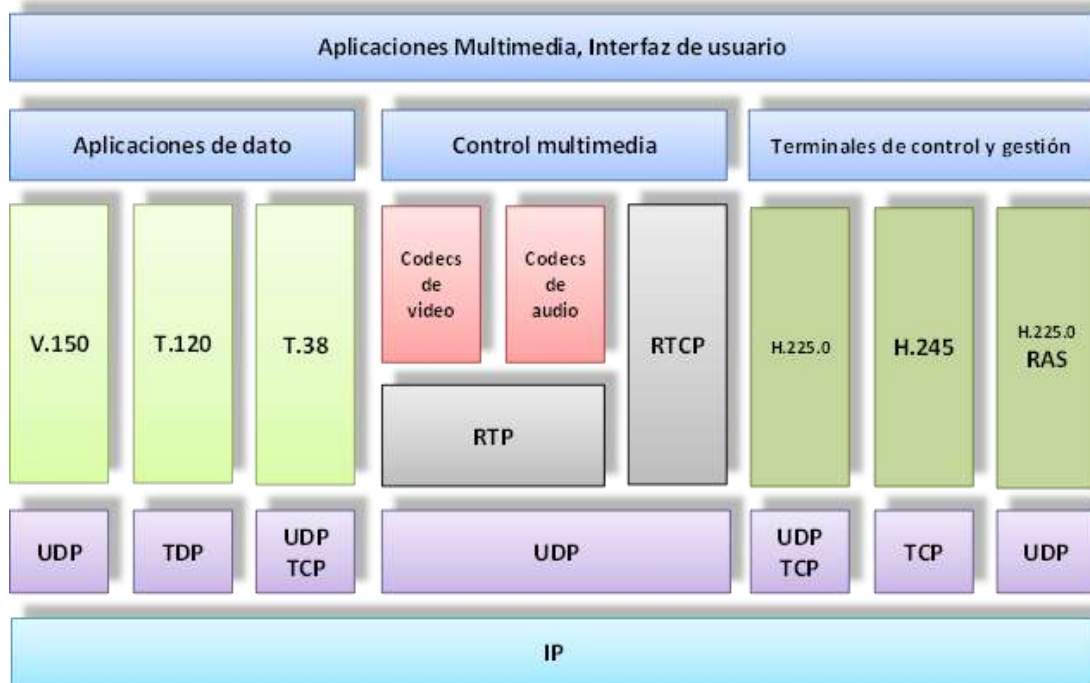 Aplicaciones Multimedia, Interfaz de usuario
Aplicaciones de dato
Control multimedia
Terminales de control y gestión
V.150
T.120
T.38
Codecs
de
video
Codecs
de
audio
RTP
RTCP
H.225.0
H.245
H.225.0
RAS
UDP
TDP
UDP
TCP
UDP
UDP
TCP
TCP
UDP
IP